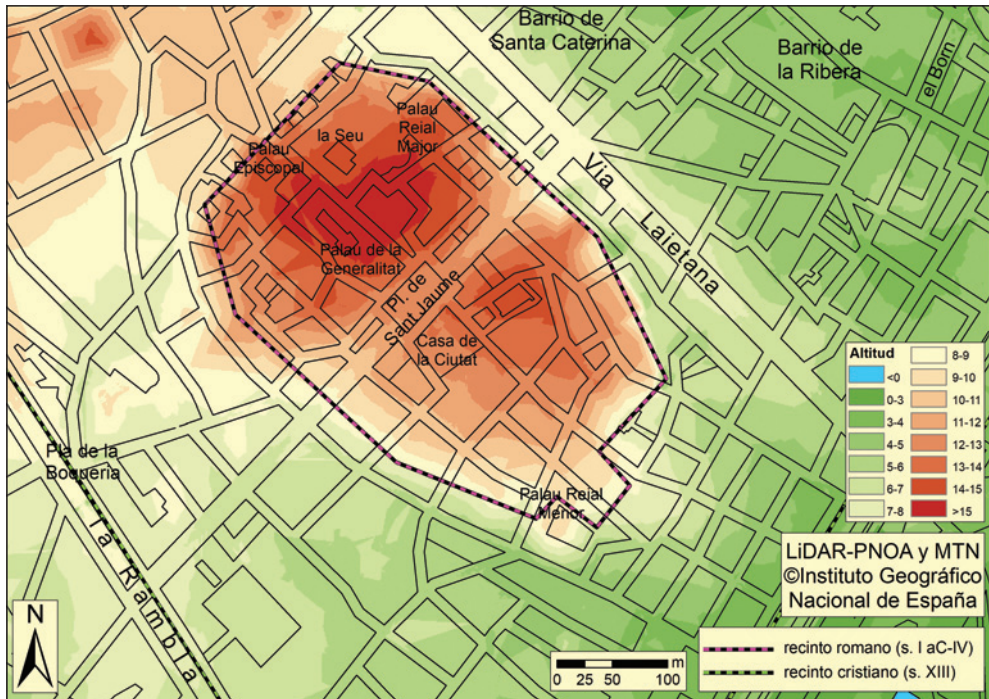 Barrio de
Santa Caterina
Barrio de
la Ribera
el Born
Palau
Reial
Major
la Seu
Palau
Episcopal
Via
Laietana
Palau de la
Generalitat
Pl. de
Sant Jaume
Casa de
la Ciutat
Pla de la
Boqueria
la Rambla
Palau Reial
Menor
Altitud
<0
0-3
3-4
4-5
5-6
6-7
7-8
8-9
9-10
10-11
11-12
12-13
13-14
14-15
>15
LiDAR-PNOA y MTN
©Instituto Geográfico
Nacional de España
N
0 25 50 100 m
recinto romano (s. I aC-IV)
recinto cristiano (s. XIII)